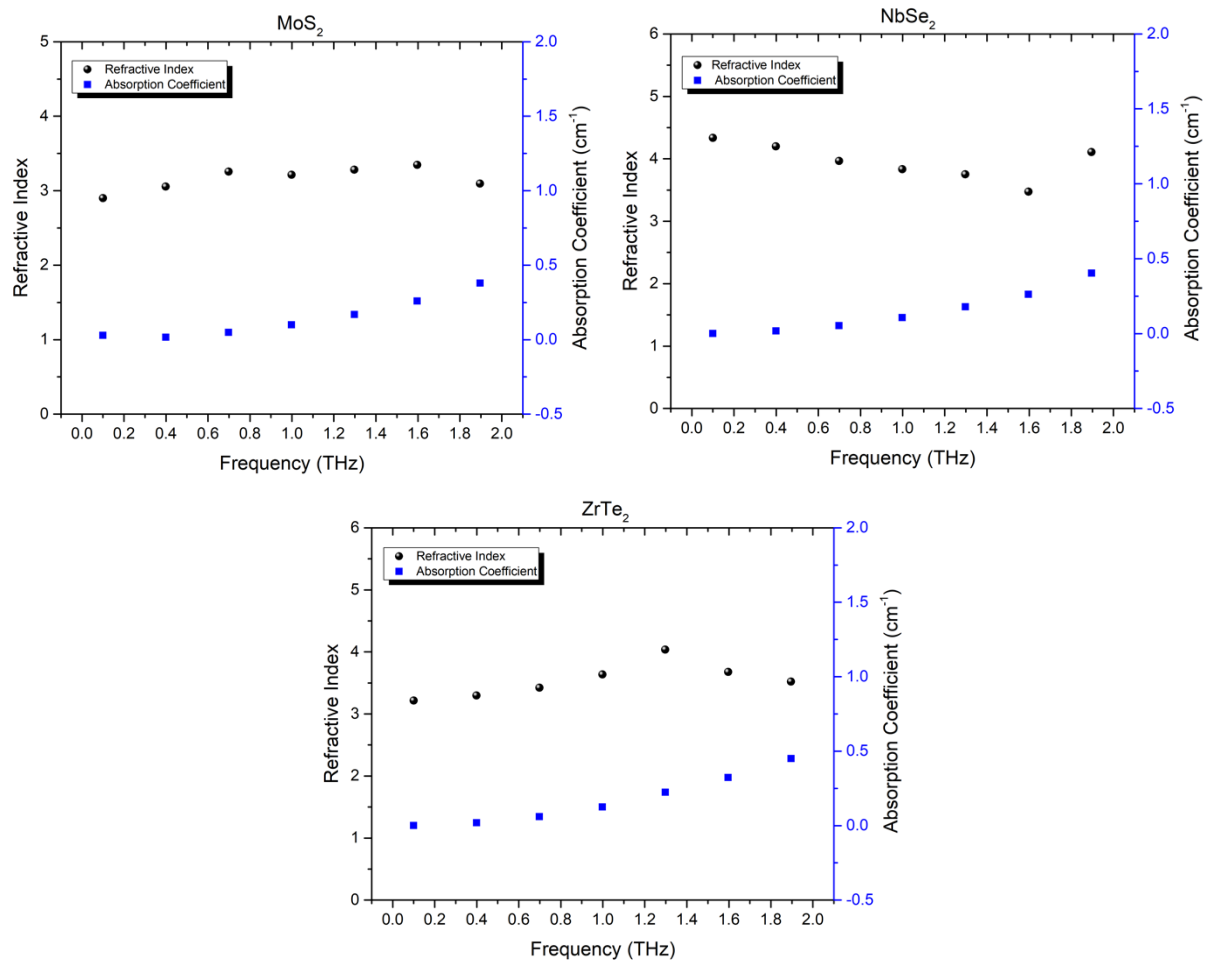 MoS2
Refractive Index
Absorption Coefficient
5
4
3
2
1
0
Refractive Index
2.0
1.5
1.0
0.5
0.0
-0.5
Absorption Coefficient (cm-1)
0.0 0.2 0.4 0.6 0.8 1.0 1.2 1.4 1.6 1.8 2.0
Frequency (THz)
NbSe2
Refractive Index
Absorption Coefficient
6
5
4
3
2
1
0
Refractive Index
2.0
1.5
1.0
0.5
0.0
-0.5
Absorption Coefficient (cm-1)
0.0 0.2 0.4 0.6 0.8 1.0 1.2 1.4 1.6 1.8 2.0
Frequency (THz)
ZrTe2
Refractive Index
Absorption Coefficient
6
5
4
3
2
1
0
Refractive Index
2.0
1.5
1.0
0.5
0.0
-0.5
Absorption Coefficient (cm-1)
0.0 0.2 0.4 0.6 0.8 1.0 1.2 1.4 1.6 1.8 2.0
Frequency (THz)